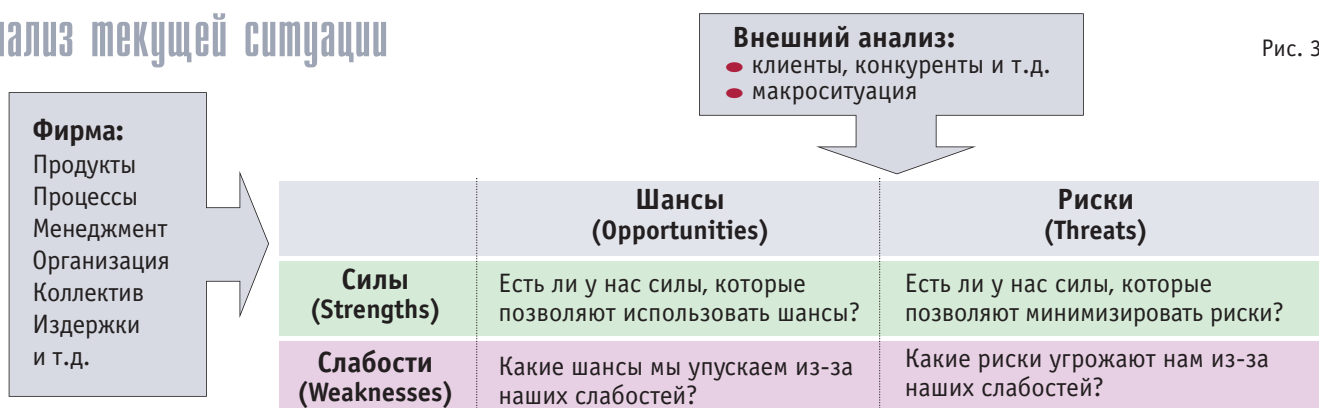 нализ текущей ситуации
Рис. 3
Внешний анализ:
клиенты, конкуренты и т.д.
макроситуация
Фирма:
Продукты
Процессы
Менеджмент
Организация
Коллектив
Издержки
и т.д.
Шансы
(Opportunities)
Риски
(Threats)
Силы
(Strengths)
Есть ли у нас силы, которые
позволяют использовать шансы?
Есть ли у нас силы, которые
позволяют минимизировать риски?
Слабости
(Weaknesses)
Какие шансы мы упускаем из-за
наших слабостей?
Какие риски угрожают нам из-за
наших слабостей?